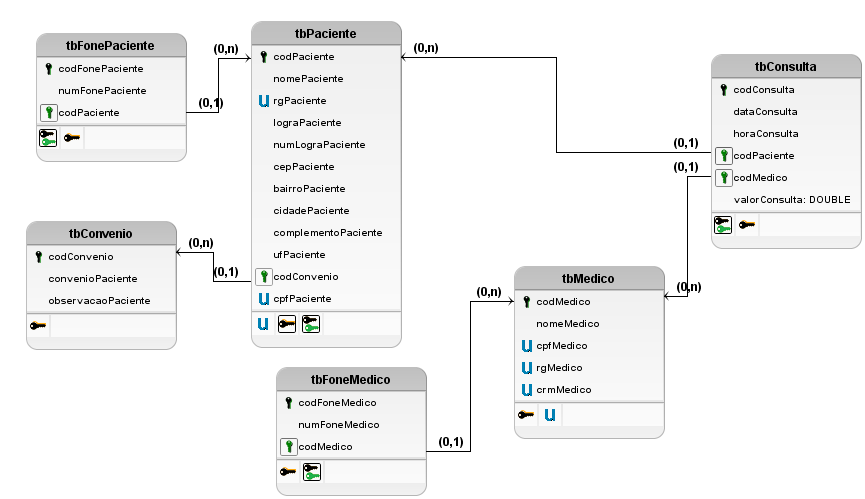 tbFonePaciente
codFonePaciente
numFonePaciente
codPaciente
(0,n)
(0,1)
tbPaciente
codPaciente
nomePaciente
rgPaciente
lograPaciente
numLograPaciente
cepPaciente
bairroPaciente
cidadePaciente
complementoPaciente
ufPaciente
codConvenio
cpfPaciente
(0,n)
(0,1)
tbConsulta
codConsulta
dataConsulta
horaConsulta
codPaciente
codMedico
valorConsulta: DOUBLE
(0,1)
(0,n)
tbConvenio
codConvenio
convenioPaciente
observacaoPaciente
(0,n)
(0,1)
tbMedico
codMedico
nomeMedico
cpfMedico
rgMedico
crmMedico
(0,n)
(0,1)
tbFoneMedico
codFoneMedico
numFoneMedico
codMedico